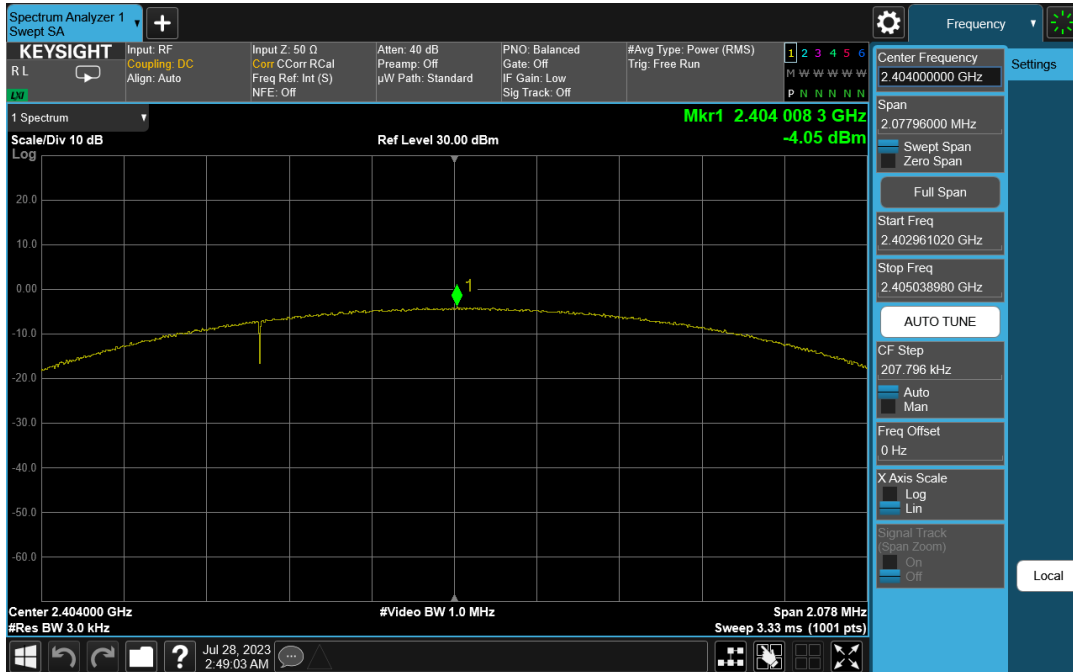 Spectrum Analyzer 1
Swept SA
Frequency
KEYSIGHT
R L
LXI
Input: RF
Coupling: DC
Align: Auto
Input Z: 50 Ω
Corr CCorr RCal
Freq Ref: Int (S)
NFE: Off
Atten: 40 dB
Preamp: Off
µW Path: Standard
PNO: Balanced
Gate: Off
IF Gain: Low
Sig Track: Off
#Avg Type: Power (RMS)
Trig: Free Run
1 2 3 4 5 6
M W W W W W
P N N N N N
1 Spectrum
Scale/Div 10 dB
Log
Ref Level 30.00 dBm
Mkr1 2.404 008 3 GHz
-4.05 dBm
20.0
10.0
0.00
-10.0
-20.0
-30.0
-40.0
-50.0
-60.0
1
Center 2.404000 GHz
#Res BW 3.0 kHz
#Video BW 1.0 MHz
Span 2.078 MHz
Sweep 3.33 ms (1001 pts)
Center Frequency
2.404000000 GHz
Settings
Span
2.07796000 MHz
Swept Span
Zero Span
Full Span
Start Freq
2.402961020 GHz
Stop Freq
2.405038980 GHz
AUTO TUNE
CF Step
207.796 kHz
Auto
Man
Freq Offset
0 Hz
X Axis Scale
Log
Lin
Signal Track
(Span Zoom)
On
Off
Local
?
Jul 28, 2023
2:49:03 AM